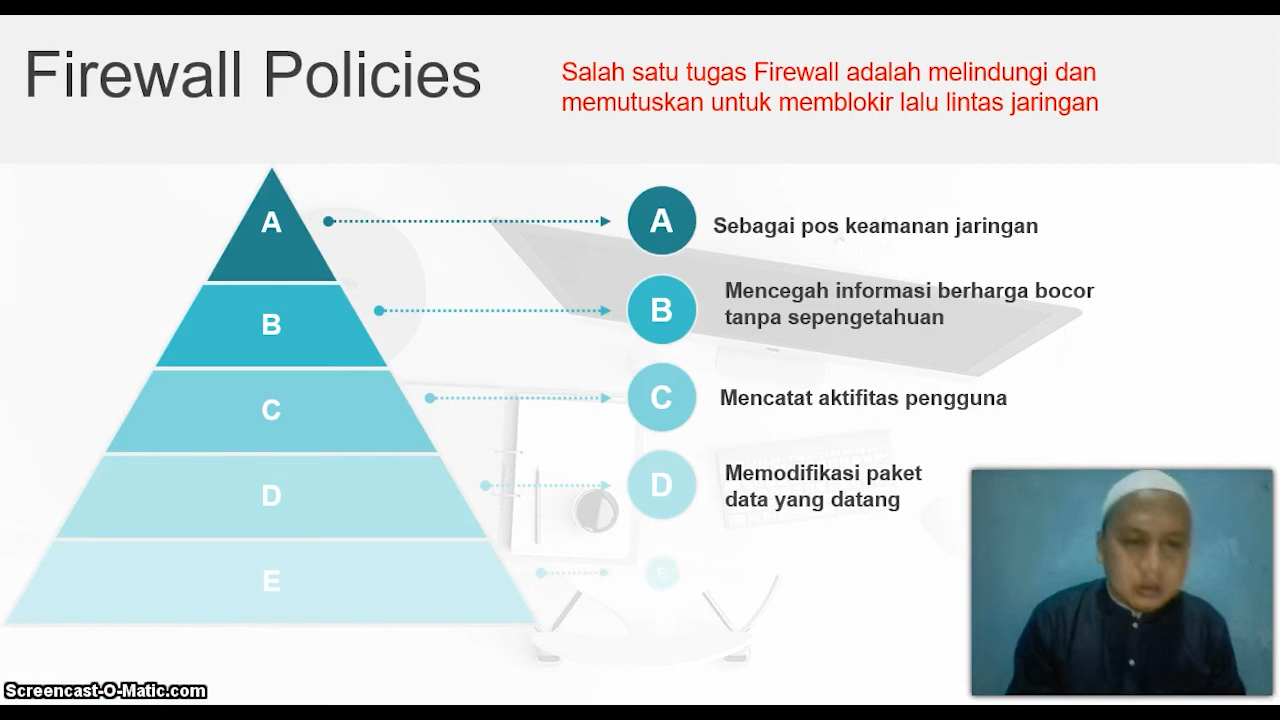 Firewall Policies
Salah satu tugas Firewall adalah melindungi dan
memutuskan untuk memblokir lalu lintas jaringan
A
A
Sebagai pos keamanan jaringan
B
B
Mencegah informasi berharga bocor
tanpa sepengetahuan
C
C
Mencatat aktifitas pengguna
D
D
Memodifikasi paket
data yang datang
E
Screencast-O-Matic.com